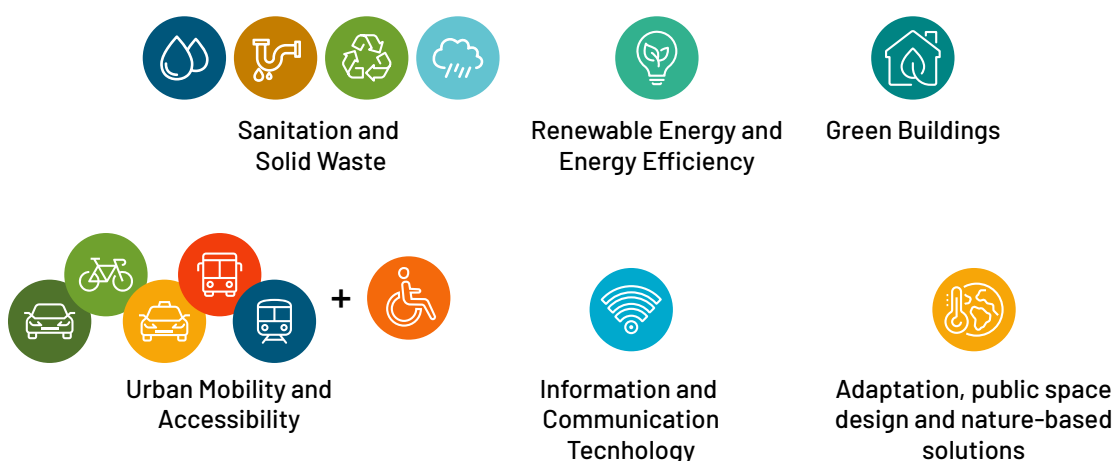 Sanitation and
Solid Waste
Renewable Energy and
Energy Efficiency
Green Buildings
+
Urban Mobility and
Accessibility
Information and
Communication
Tecnhology
Adaptation, public space
design and nature-based
solutions